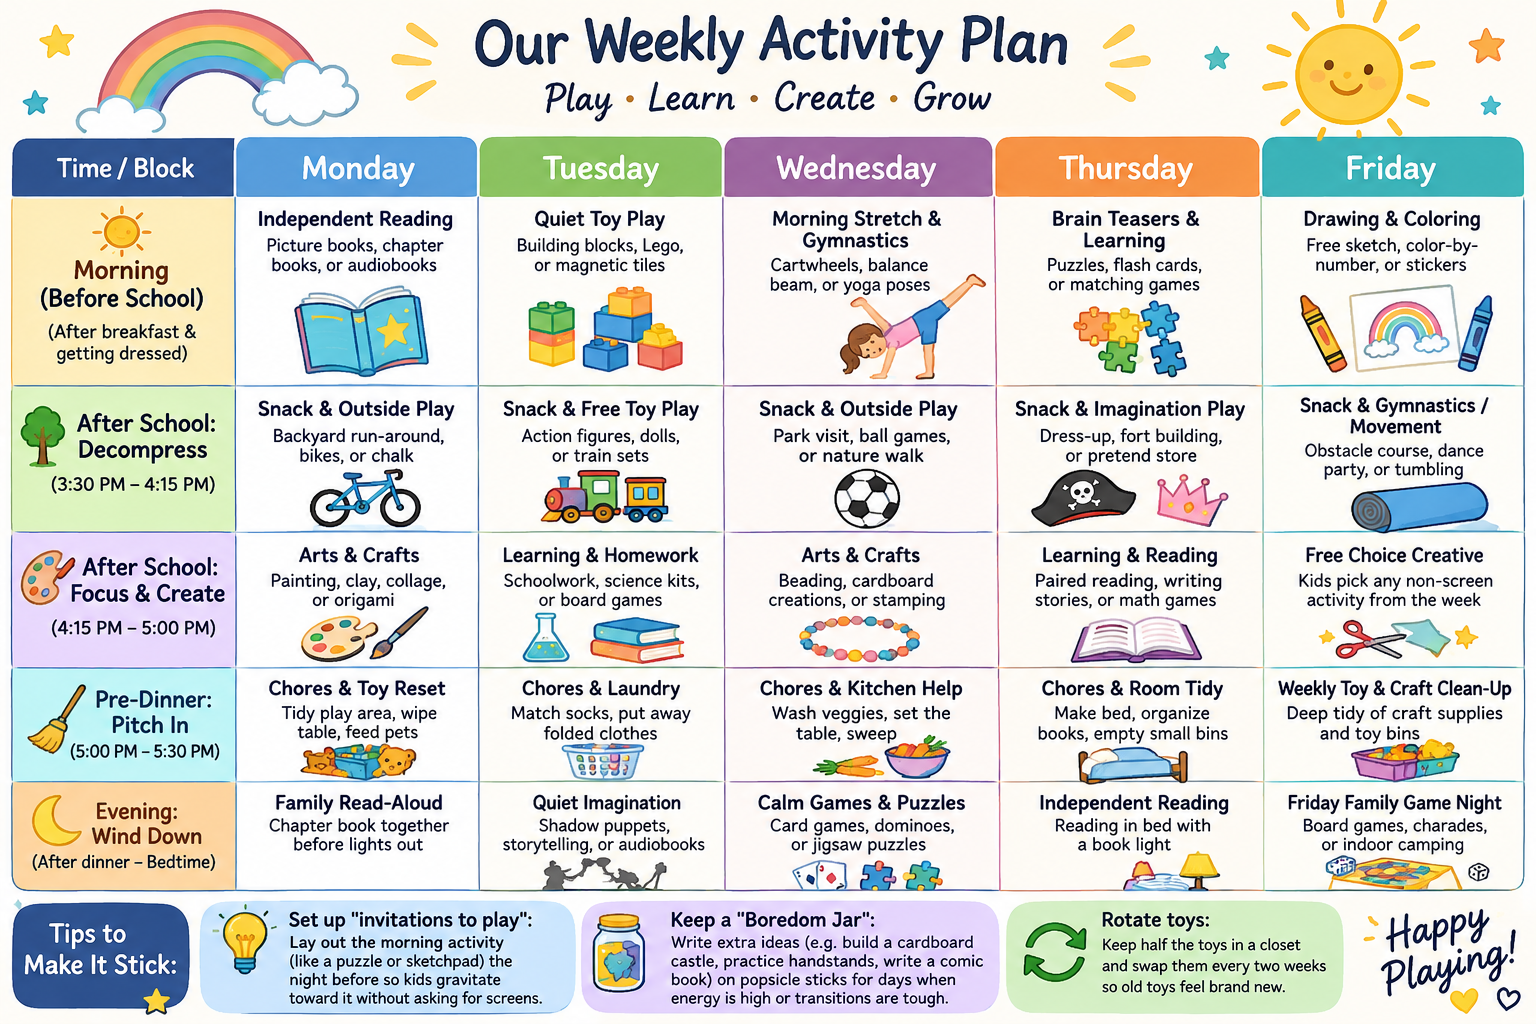 Our Weekly Activity Plan
Play • Learn • Create • Grow
Time / Block
Monday
Tuesday
Wednesday
Thursday
Friday
Morning
(Before School)
(After breakfast &
getting dressed)
Independent Reading
Picture books, chapter
books, or audiobooks
Quiet Toy Play
Building blocks, Lego,
or magnetic tiles
Morning Stretch &
Gymnastics
Cartwheels, balance
beam, or yoga poses
Brain Teasers &
Learning
Puzzles, flash cards,
or matching games
Drawing & Coloring
Free sketch, color-by-
number, or stickers
After School:
Decompress
(3:30 PM – 4:15 PM)
Snack & Outside Play
Backyard run-around,
bikes, or chalk
Snack & Free Toy Play
Action figures, dolls,
or train sets
Snack & Outside Play
Park visit, ball games,
or nature walk
Snack & Imagination Play
Dress-up, fort building,
or pretend store
Snack & Gymnastics /
Movement
Obstacle course, dance
party, or tumbling
After School:
Focus & Create
(4:15 PM – 5:00 PM)
Arts & Crafts
Painting, clay, collage,
or origami
Learning & Homework
Schoolwork, science kits,
or board games
Arts & Crafts
Beading, cardboard
creations, or stamping
Learning & Reading
Paired reading, writing
stories, or math games
Free Choice Creative
Kids pick any non-screen
activity from the week
Pre-Dinner:
Pitch In
(5:00 PM – 5:30 PM)
Chores & Toy Reset
Tidy play area, wipe
table, feed pets
Chores & Laundry
Match socks, put away
folded clothes
Chores & Kitchen Help
Wash veggies, set the
table, sweep
Chores & Room Tidy
Make bed, organize
books, empty small bins
Weekly Toy & Craft Clean-Up
Deep tidy of craft supplies
and toy bins
Evening:
Wind Down
(After dinner – Bedtime)
Family Read-Aloud
Chapter book together
before lights out
Quiet Imagination
Shadow puppets,
storytelling, or audiobooks
Calm Games & Puzzles
Card games, dominoes,
or jigsaw puzzles
Independent Reading
Reading in bed with
a book light
Friday Family Game Night
Board games, charades,
or indoor camping
Tips to
Make It Stick:
Set up "invitations to play":
Lay out the morning activity
(like a puzzle or sketchpad) the
night before so kids gravitate
toward it without asking for screens.
Keep a "Boredom Jar":
Write extra ideas (e.g. build a cardboard
castle, practice handstands, write a comic
book) on popsicle sticks for days when
energy is high or transitions are tough.
Rotate toys:
Keep half the toys in a closet
and swap them every two weeks
so old toys feel brand new.
Happy
Playing!